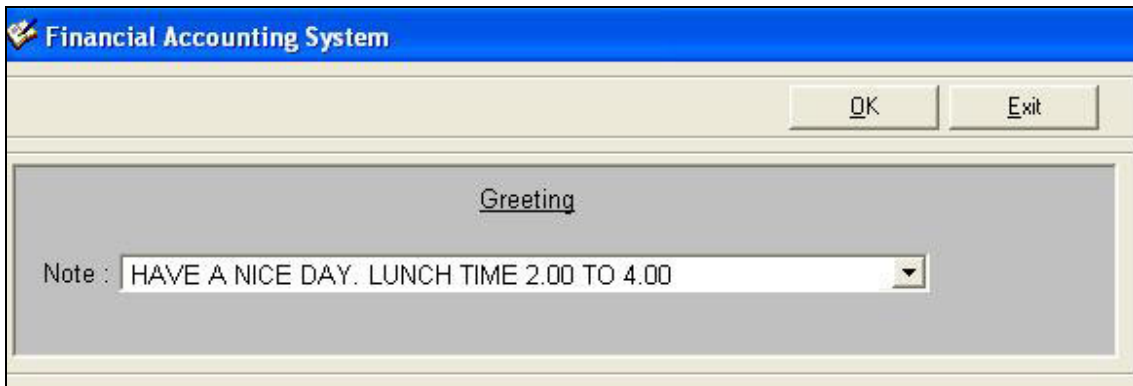 Financial Accounting System
OK Exit
Greeting
Note : HAVE A NICE DAY. LUNCH TIME 2.00 TO 4.00